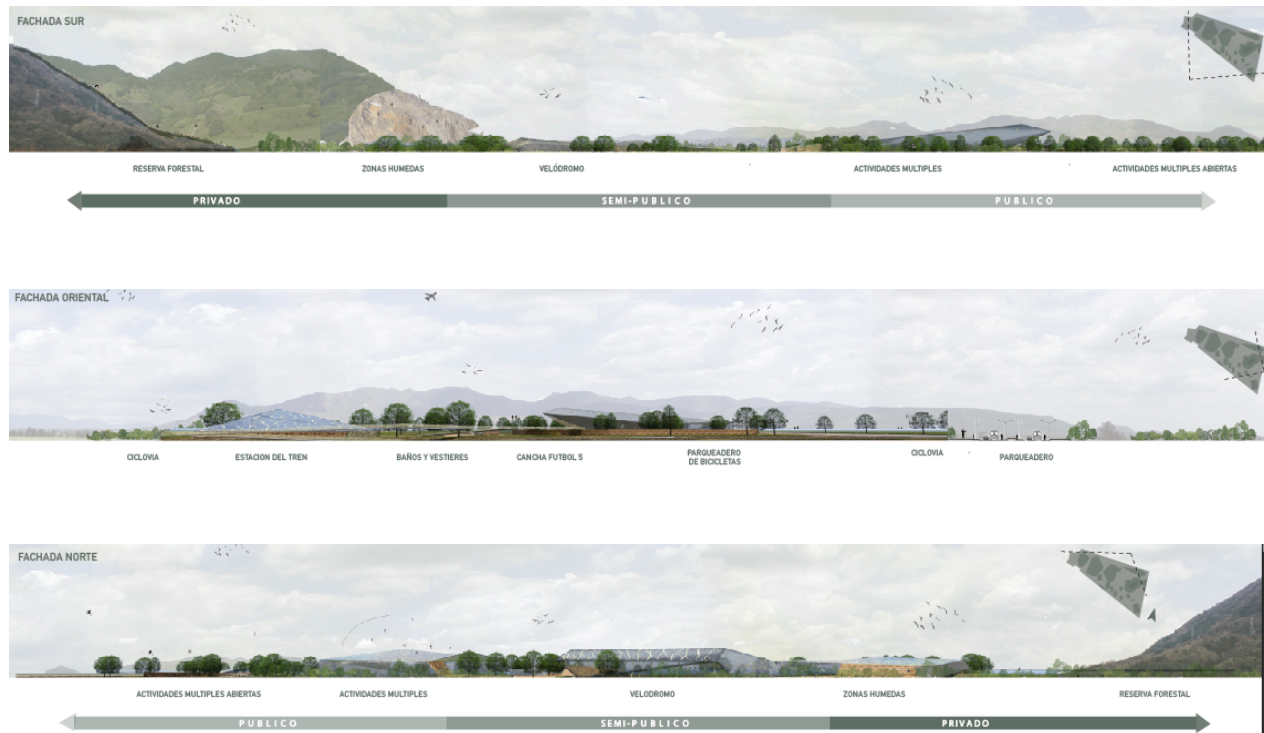 FACHADA SUR
RESERVA FORESTAL
ZONAS HUMEDAS
VELÓDROMO
ACTIVIDADES MULTIPLES
ACTIVIDADES MULTIPLES ABIERTAS
PRIVADO
SEMI-PUBLICO
PUBLICO
FACHADA ORIENTAL
CICLOVIA
ESTACION DEL TREN
BAÑOS Y VESTIERES
CANCHA FUTBOL 5
PARQUEADERO
DE BICICLETAS
CICLOVIA
PARQUEADERO
FACHADA NORTE
ACTIVIDADES MULTIPLES ABIERTAS
ACTIVIDADES MULTIPLES
VELODROMO
ZONAS HUMEDAS
RESERVA FORESTAL
PUBLICO
SEMI-PUBLICO
PRIVADO